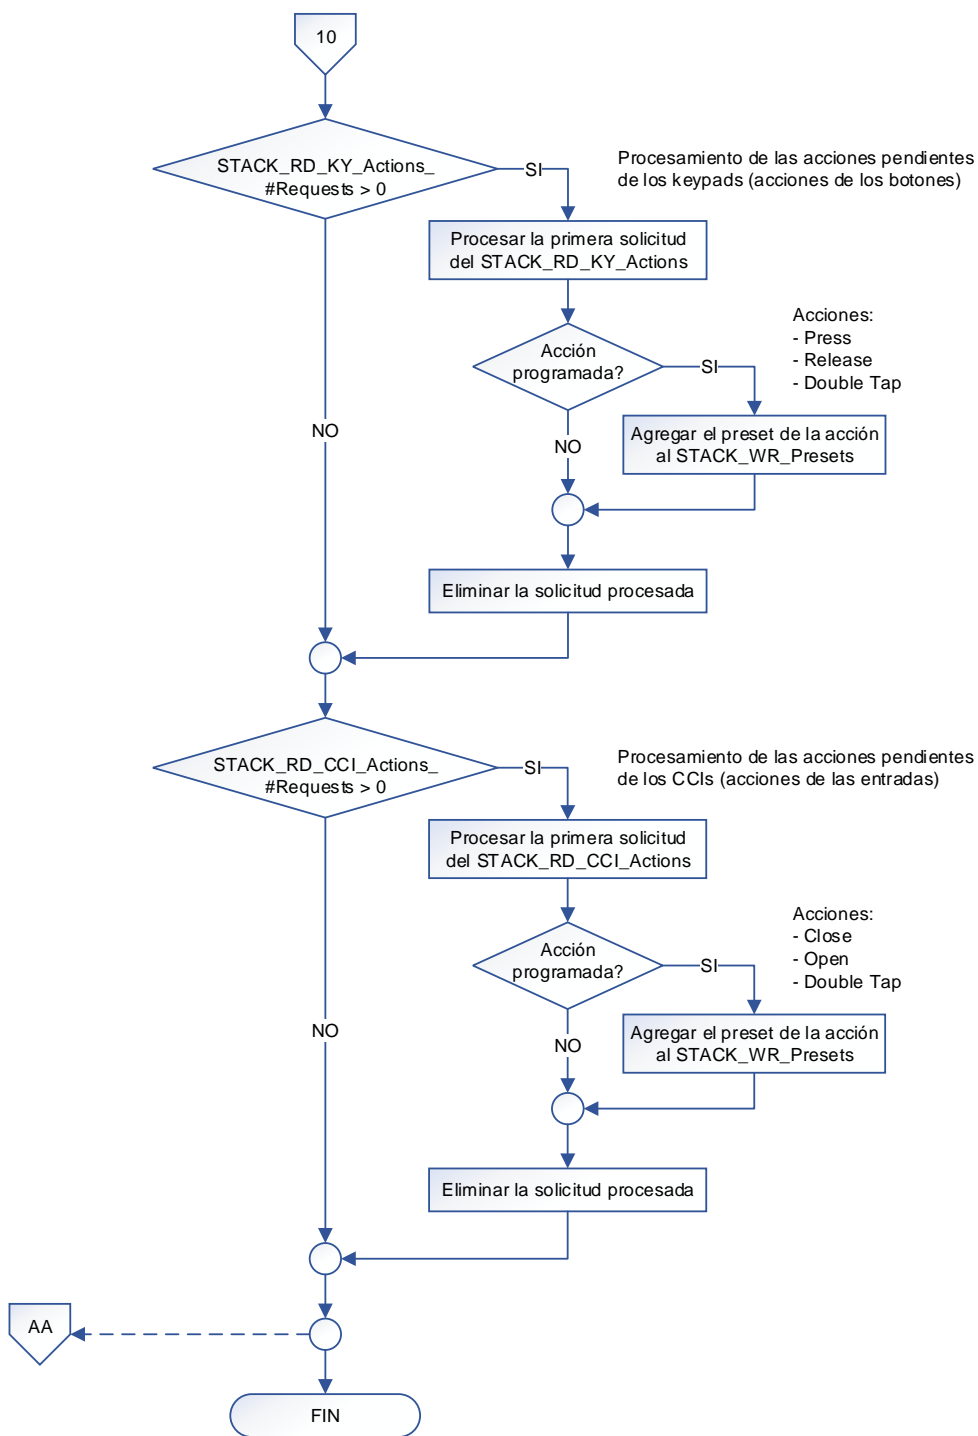 10
STACK_RD_KY_Actions_
#Requests > 0
SI
Procesamiento de las acciones pendientes
de los keypads (acciones de los botones)
Procesar la primera solicitud
del STACK_RD_KY_Actions
Acciones:
- Press
- Release
- Double Tap
Acción
programada?
SI
NO
Agregar el preset de la acción
al STACK_WR_Presets
NO
Eliminar la solicitud procesada
STACK_RD_CCI_Actions_
#Requests > 0
SI
Procesamiento de las acciones pendientes
de los CCIs (acciones de las entradas)
Procesar la primera solicitud
del STACK_RD_CCI_Actions
Acciones:
- Close
- Open
- Double Tap
Acción
programada?
SI
NO
Agregar el preset de la acción
al STACK_WR_Presets
NO
Eliminar la solicitud procesada
AA
FIN